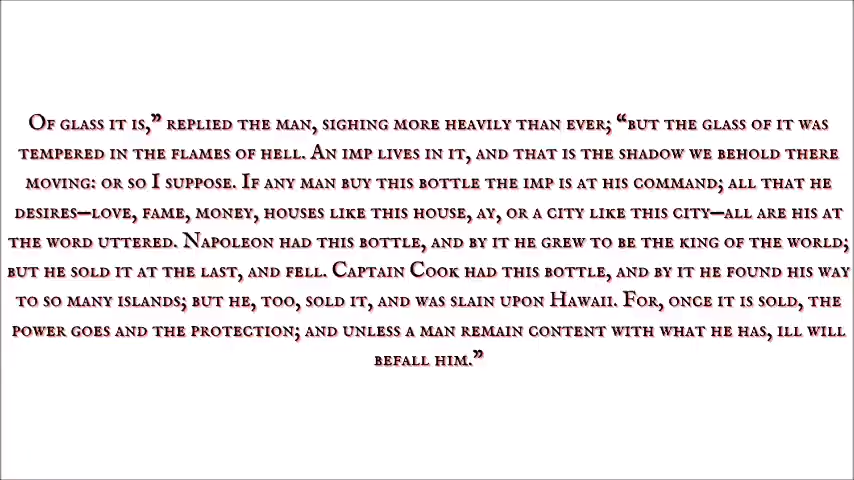 Of glass it is,” replied the man, sighing more heavily than ever; “but the glass of it was
tempered in the flames of hell. An imp lives in it, and that is the shadow we behold there
moving: or so I suppose. If any man buy this bottle the imp is at his command; all that he
desires—love, fame, money, houses like this house, ay, or a city like this city—all are his at
the word uttered. Napoleon had this bottle, and by it he grew to be the king of the world;
but he sold it at the last, and fell. Captain Cook had this bottle, and by it he found his way
to so many islands; but he, too, sold it, and was slain upon Hawaii. For, once it is sold, the
power goes and the protection; and unless a man remain content with what he has, ill will
befall him.”